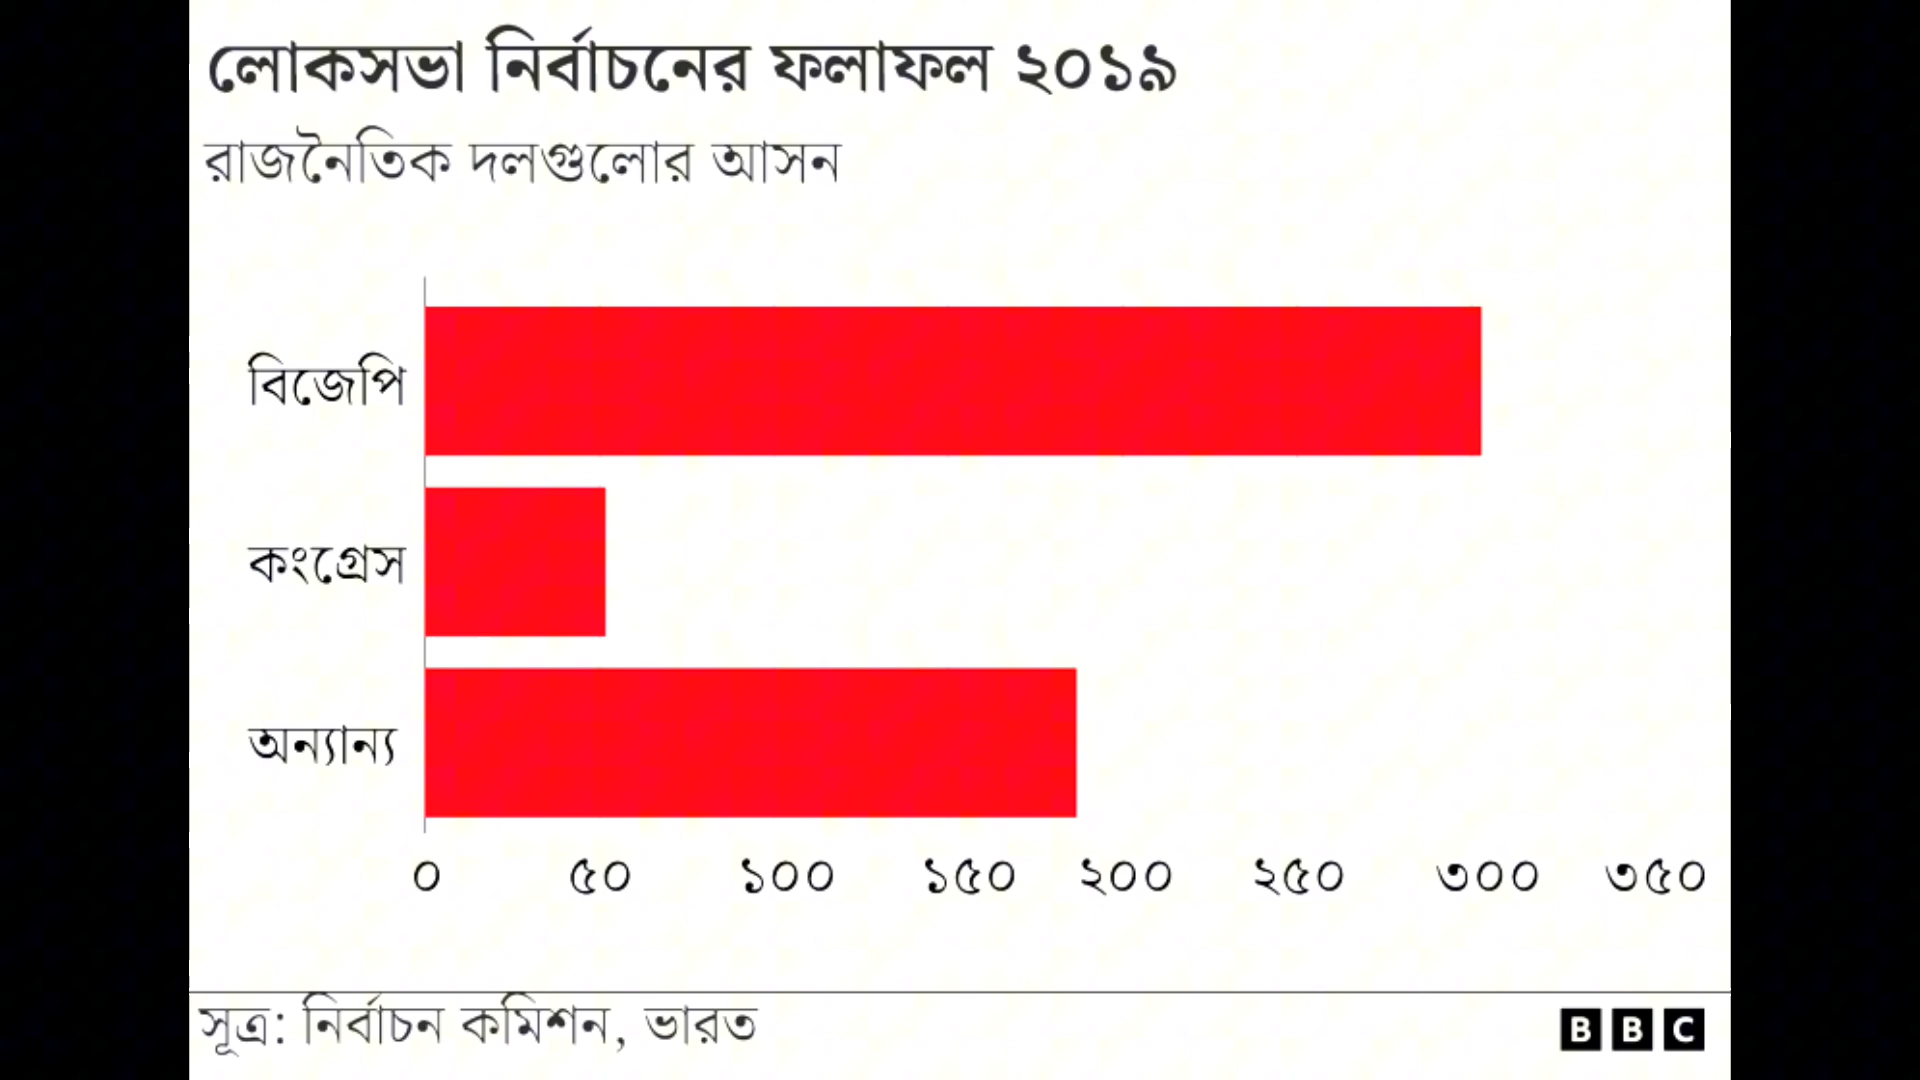 লোকসভা নির্বাচনের ফলাফল ২০১৯
রাজনৈতিক দলগুলোর আসন
বিজেপি
কংগ্রেস
অন্যান্য
০ ৫০ ১০০ ১৫০ ২০০ ২৫০ ৩০০ ৩৫০
সূত্র: নির্বাচন কমিশন, ভারত
BBC